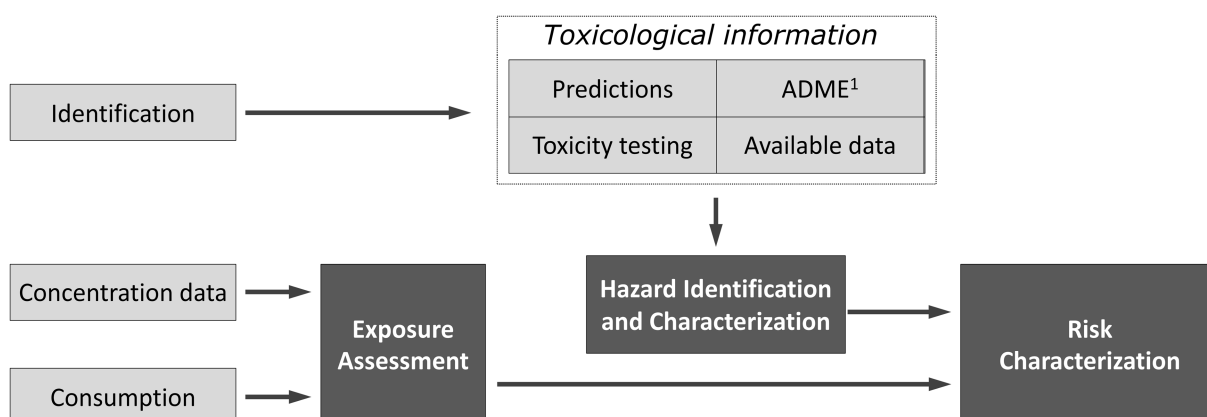 Toxicological information
Predictions
ADME¹
Identification
Toxicity testing
Available data
Concentration data
Exposure
Assessment
Hazard Identification
and Characterization
Risk
Characterization
Consumption